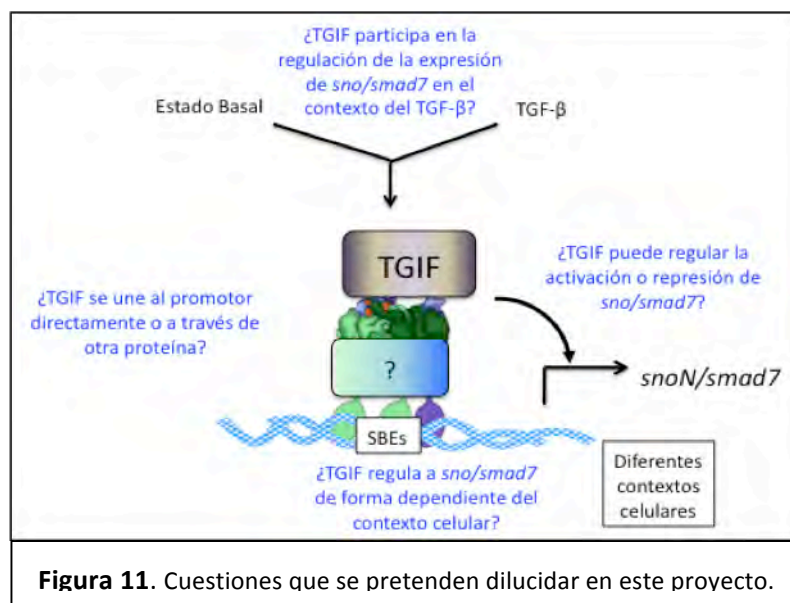 ¿TGIF participa en la
regulación de la expresión
de sno/smad7 en el
contexto del TGF-β?
Estado Basal
TGF-β
TGIF
¿TGIF puede regular la
activación o represión de
sno/smad7?
¿TGIF se une al promotor
directamente o a través de
otra proteína?
?
snoN/smad7
SBEs
¿TGIF regula a sno/smad7
de forma dependiente del
contexto celular?
Diferentes
contextos
celulares
Figura 11. Cuestiones que se pretenden dilucidar en este proyecto.